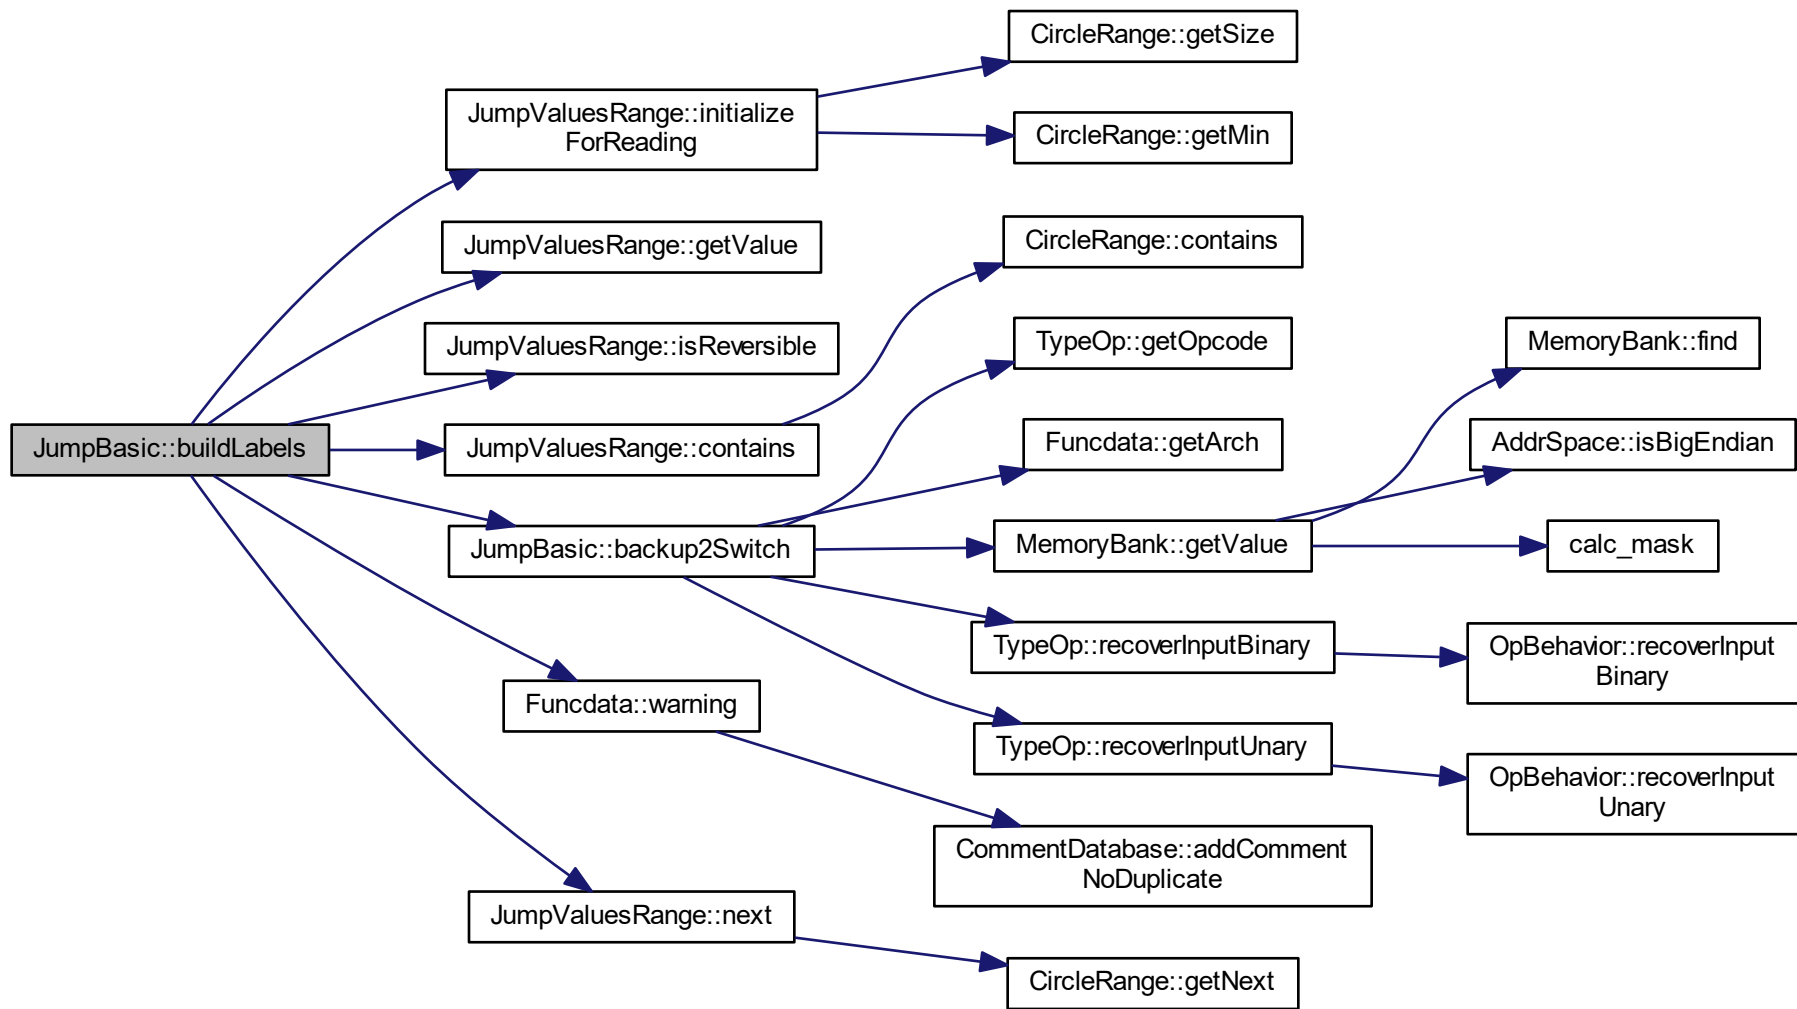 CircleRange::getSize
JumpValuesRange::initialize
ForReading
CircleRange::getMin
JumpValuesRange::getValue
CircleRange::contains
JumpValuesRange::isReversible
TypeOp::getOpcode
MemoryBank::find
JumpBasic::buildLabels
JumpValuesRange::contains
Funcdata::getArch
AddrSpace::isBigEndian
JumpBasic::backup2Switch
MemoryBank::getValue
calc_mask
TypeOp::recoverInputBinary
OpBehavior::recoverInput
Binary
Funcdata::warning
TypeOp::recoverInputUnary
OpBehavior::recoverInput
Unary
CommentDatabase::addComment
NoDuplicate
JumpValuesRange::next
CircleRange::getNext